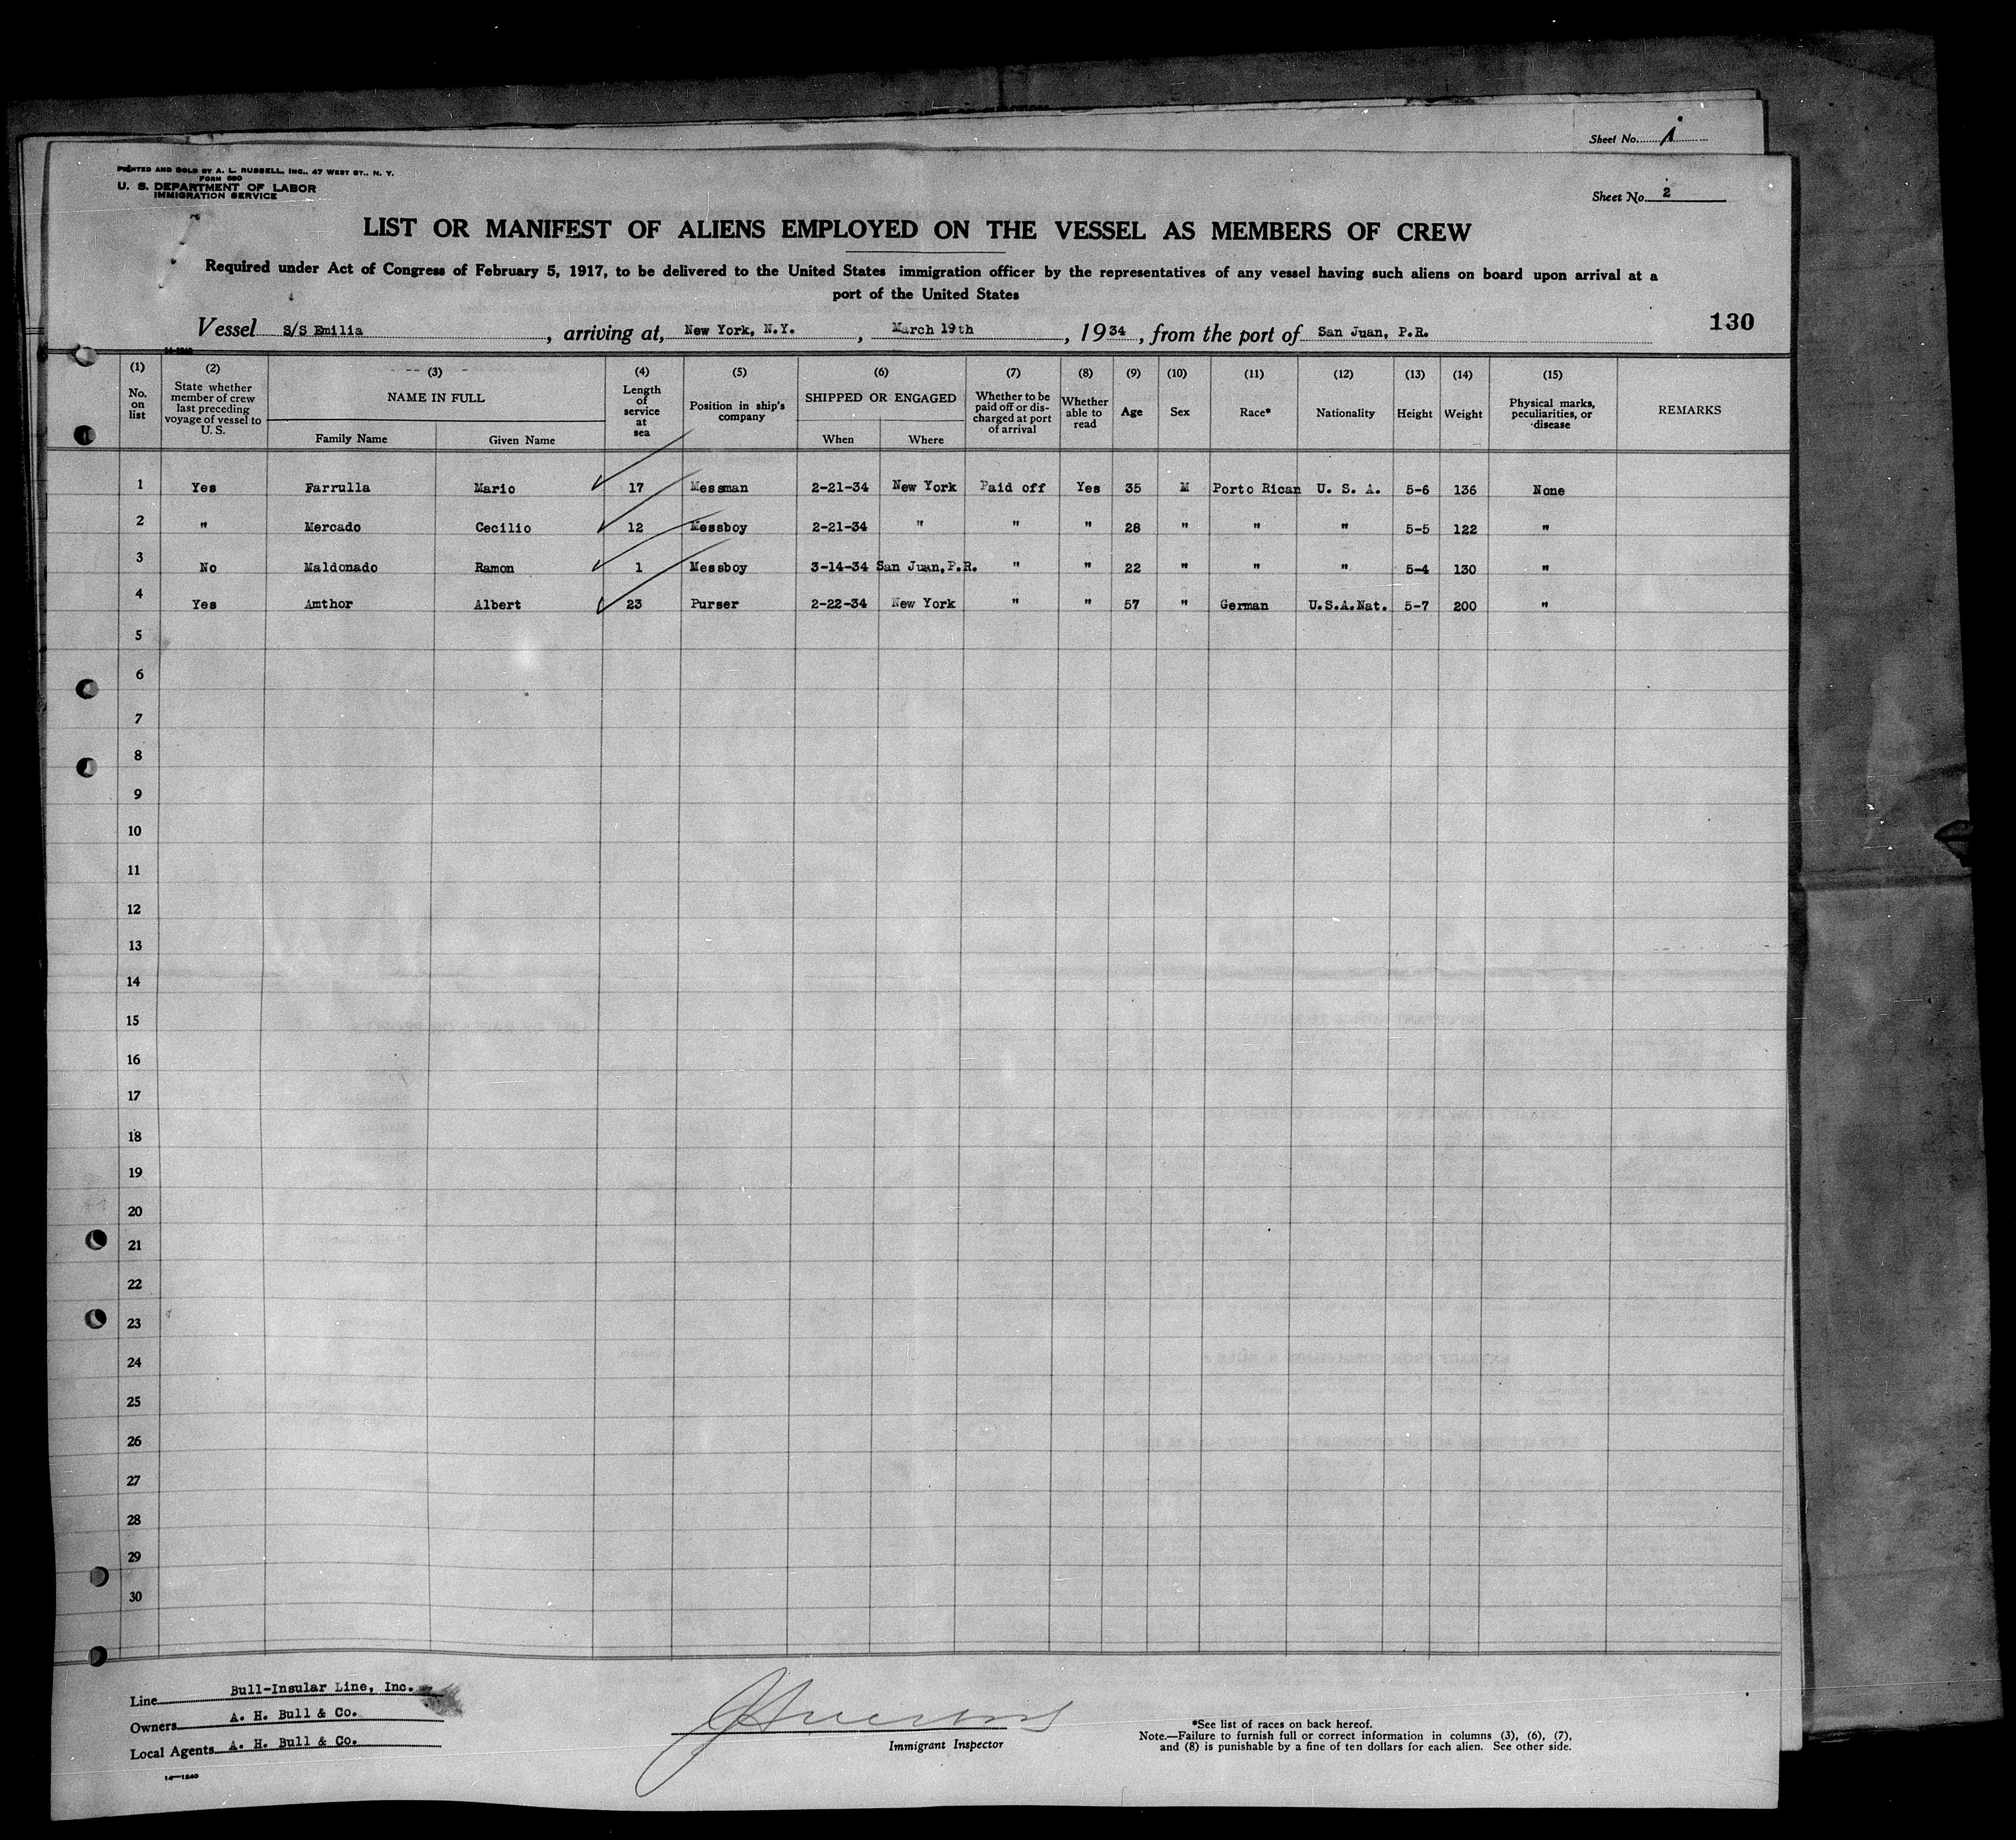 Sheet No. 1
PRINTED AND SOLD BY A. L. RUSSELL, INC., 47 WEST ST., N. Y.
FORM 680
U. S. DEPARTMENT OF LABOR
IMMIGRATION SERVICE
Sheet No. 2
LIST OR MANIFEST OF ALIENS EMPLOYED ON THE VESSEL AS MEMBERS OF CREW
Required under Act of Congress of February 5, 1917, to be delivered to the United States immigration officer by the representatives of any vessel having such aliens on board upon arrival at a
port of the United States
Vessel S/S Emilia, arriving at, New York, N.Y., March 19th, 1934, from the port of San Juan, P.R.
130
(1) No. on list
(2) State whether member of crew last preceding voyage of vessel to U. S.
(3) NAME IN FULL Family Name Given Name
(4) Length of service at sea
(5) Position in ship's company
(6) SHIPPED OR ENGAGED When Where
(7) Whether to be paid off or discharged at port of arrival
(8) Whether able to read
(9) Age
(10) Sex
(11) Race*
(12) Nationality
(13) Height
(14) Weight
(15) Physical marks, peculiarities, or disease
REMARKS
1 Yes Farrulla Mario 17 Messman 2-21-34 New York Paid off Yes 35 M Porto Rican U. S. A. 5-6 136 None
2 " Mercado Cecilio 12 Messboy 2-21-34 " " " 28 " " " 5-5 122 "
3 No Maldonado Ramon 1 Messboy 3-14-34 San Juan, P.R. " " 22 " " " 5-4 130 "
4 Yes Amthor Albert 23 Purser 2-22-34 New York " " 57 " German U.S.A.Nat. 5-7 200 "
5
6
7
8
9
10
11
12
13
14
15
16
17
18
19
20
21
22
23
24
25
26
27
28
29
30
Line Bull-Insular Line, Inc.
Owners A. H. Bull & Co.
Local Agents A. H. Bull & Co.
14—1240
Immigrant Inspector
*See list of races on back hereof.
Note.—Failure to furnish full or correct information in columns (3), (6), (7),
and (8) is punishable by a fine of ten dollars for each alien. See other side.